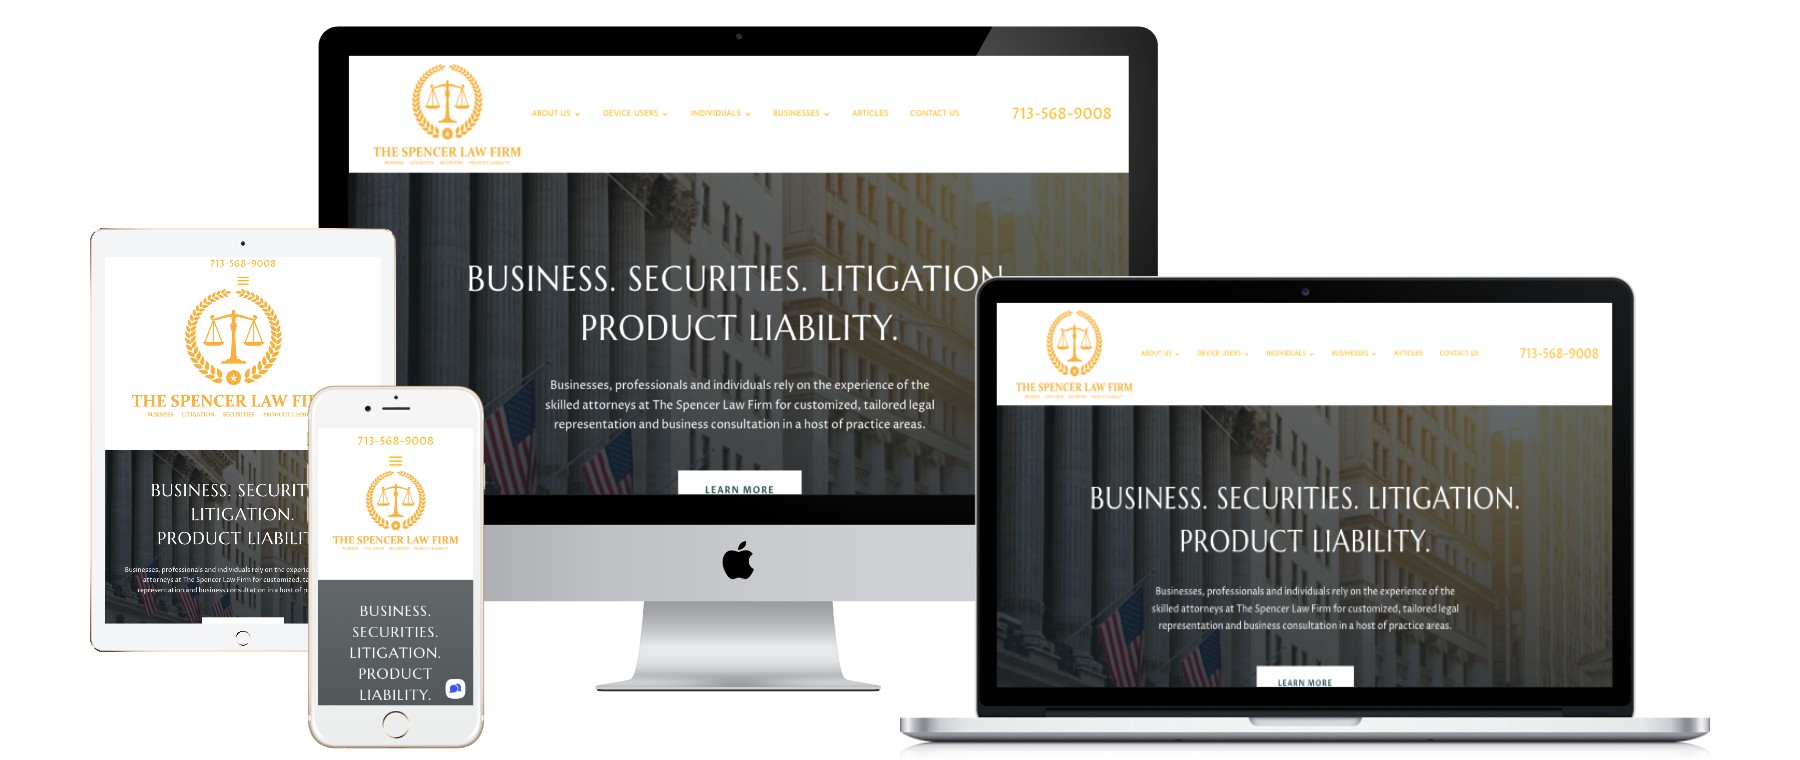 THE SPENCER LAW FIRM
BUSINESS LITIGATION SECURITIES PRODUCT LIABILITY
ABOUT US DEVICE USERS INDIVIDUALS BUSINESSES ARTICLES CONTACT US 713-568-9008
BUSINESS. SECURITIES. LITIGATION
PRODUCT LIABILITY.
Businesses, professionals and individuals rely on the experience of the
skilled attorneys at The Spencer Law Firm for customized, tailored legal
representation and business consultation in a host of practice areas.
LEARN MORE
713-568-9008
THE SPENCER LAW FI
BUSINESS LITIGATION SECURITIES PRODUCT LIABIL
BUSINESS. SECURIT
LITIGATION.
PRODUCT LIABILIT
Businesses, professionals and individuals rely on the experie
attorneys at The Spencer Law Firm for customized, ta
representation and business consultation in a host of p
713-568-9008
THE SPENCER LAW FIRM
BUSINESS LITIGATION SECURITIES PRODUCT LIABILITY
BUSINESS.
SECURITIES.
LITIGATION.
PRODUCT
LIABILITY.
THE SPENCER LAW FIRM
BUSINESS LITIGATION SECURITIES PRODUCT LIABILITY
ABOUT US DEVICE USERS INDIVIDUALS BUSINESSES ARTICLES CONTACT US 713-568-9008
BUSINESS. SECURITIES. LITIGATION.
PRODUCT LIABILITY.
Businesses, professionals and individuals rely on the experience of the
skilled attorneys at The Spencer Law Firm for customized, tailored legal
representation and business consultation in a host of practice areas.
LEARN MORE